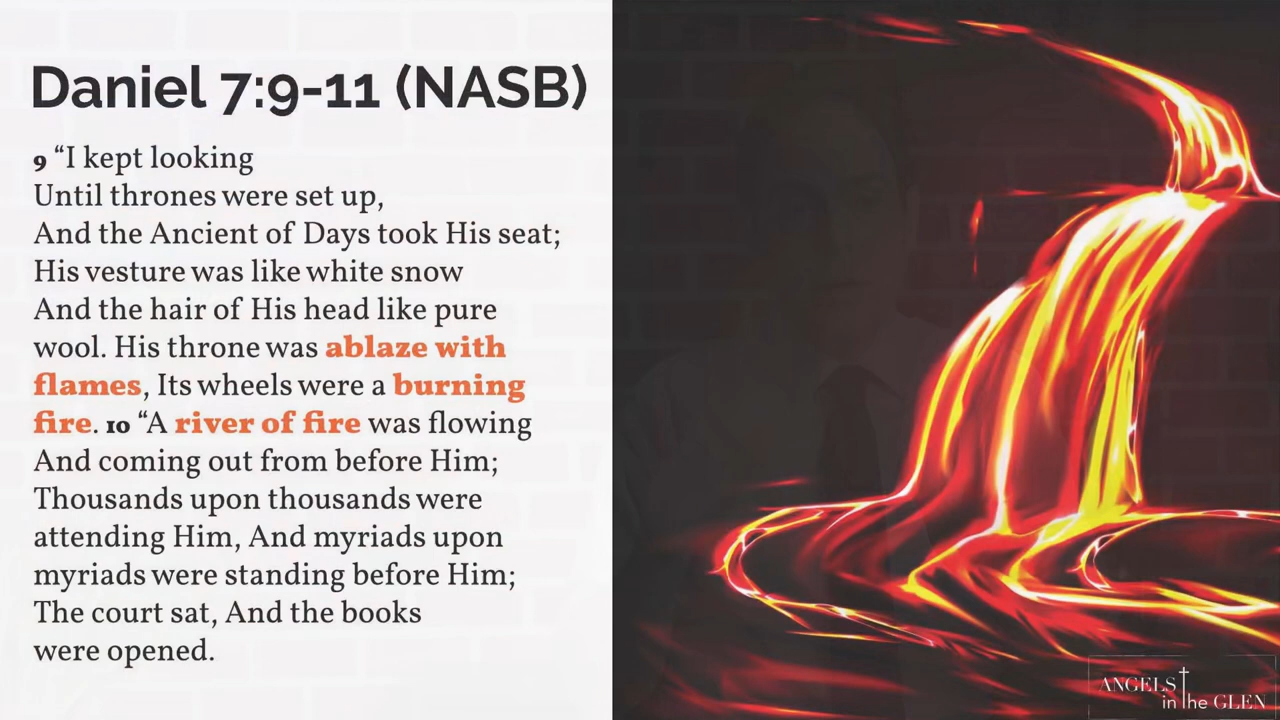 Daniel 7:9-11 (NASB)
9 “I kept looking
Until thrones were set up,
And the Ancient of Days took His seat;
His vesture was like white snow
And the hair of His head like pure
wool. His throne was ablaze with
flames, Its wheels were a burning
fire. 10 “A river of fire was flowing
And coming out from before Him;
Thousands upon thousands were
attending Him, And myriads upon
myriads were standing before Him;
The court sat, And the books
were opened.
ANGELS
in the GLEN